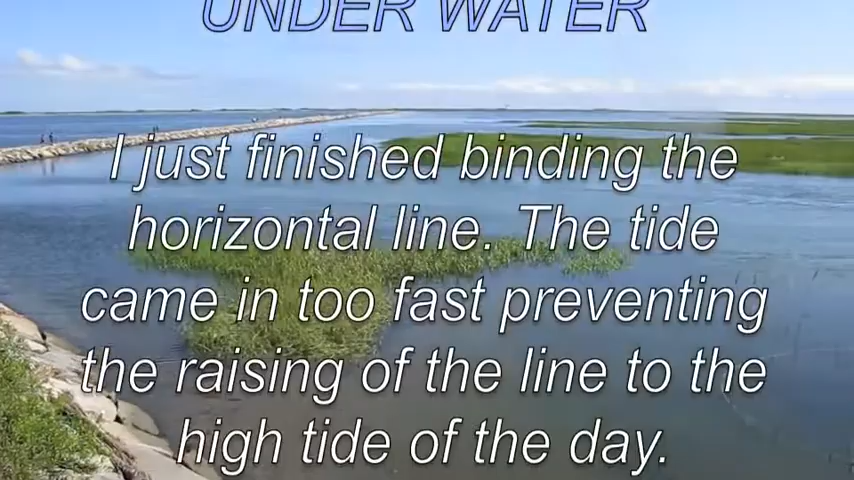 UNDER WATER
I just finished binding the
horizontal line. The tide
came in too fast preventing
the raising of the line to the
high tide of the day.